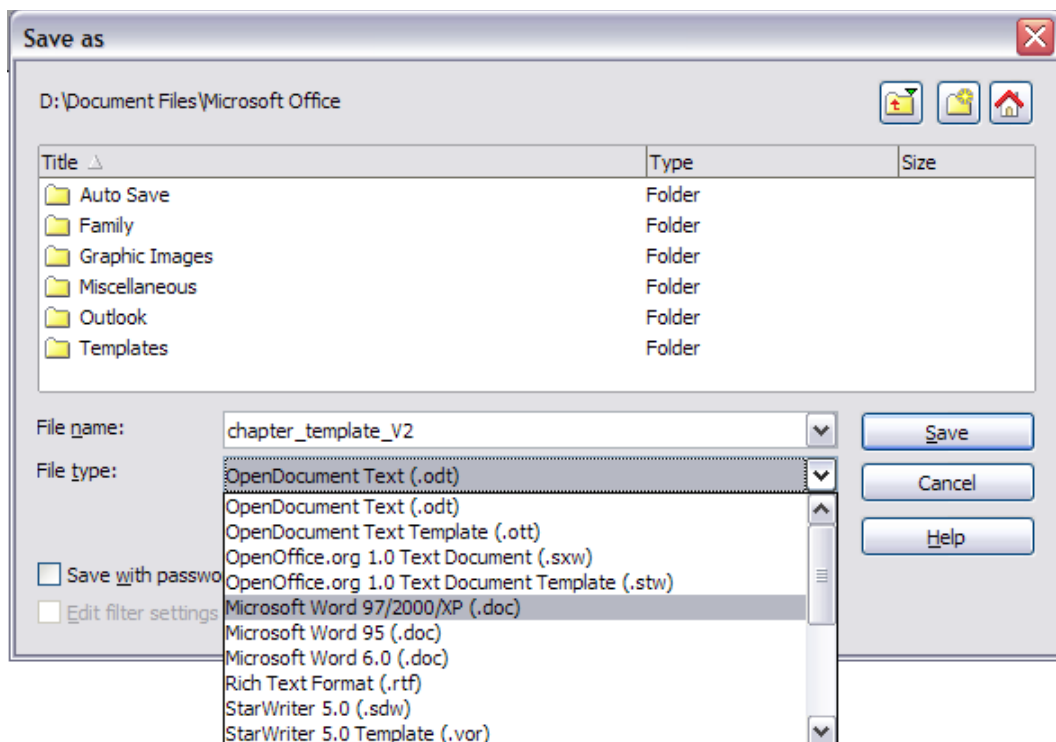 Save as
D:\Document Files\Microsoft Office
Title Type Size
Auto Save Folder
Family Folder
Graphic Images Folder
Miscellaneous Folder
Outlook Folder
Templates Folder
File name: chapter_template_V2 Save
File type: OpenDocument Text (.odt) Cancel
OpenDocument Text (.odt)
OpenDocument Text Template (.ott) Help
OpenOffice.org 1.0 Text Document (.sxw)
Save with passwo OpenOffice.org 1.0 Text Document Template (.stw)
Edit filter settings Microsoft Word 97/2000/XP (.doc)
Microsoft Word 95 (.doc)
Microsoft Word 6.0 (.doc)
Rich Text Format (.rtf)
StarWriter 5.0 (.sdw)
StarWriter 5.0 Template (.vor)